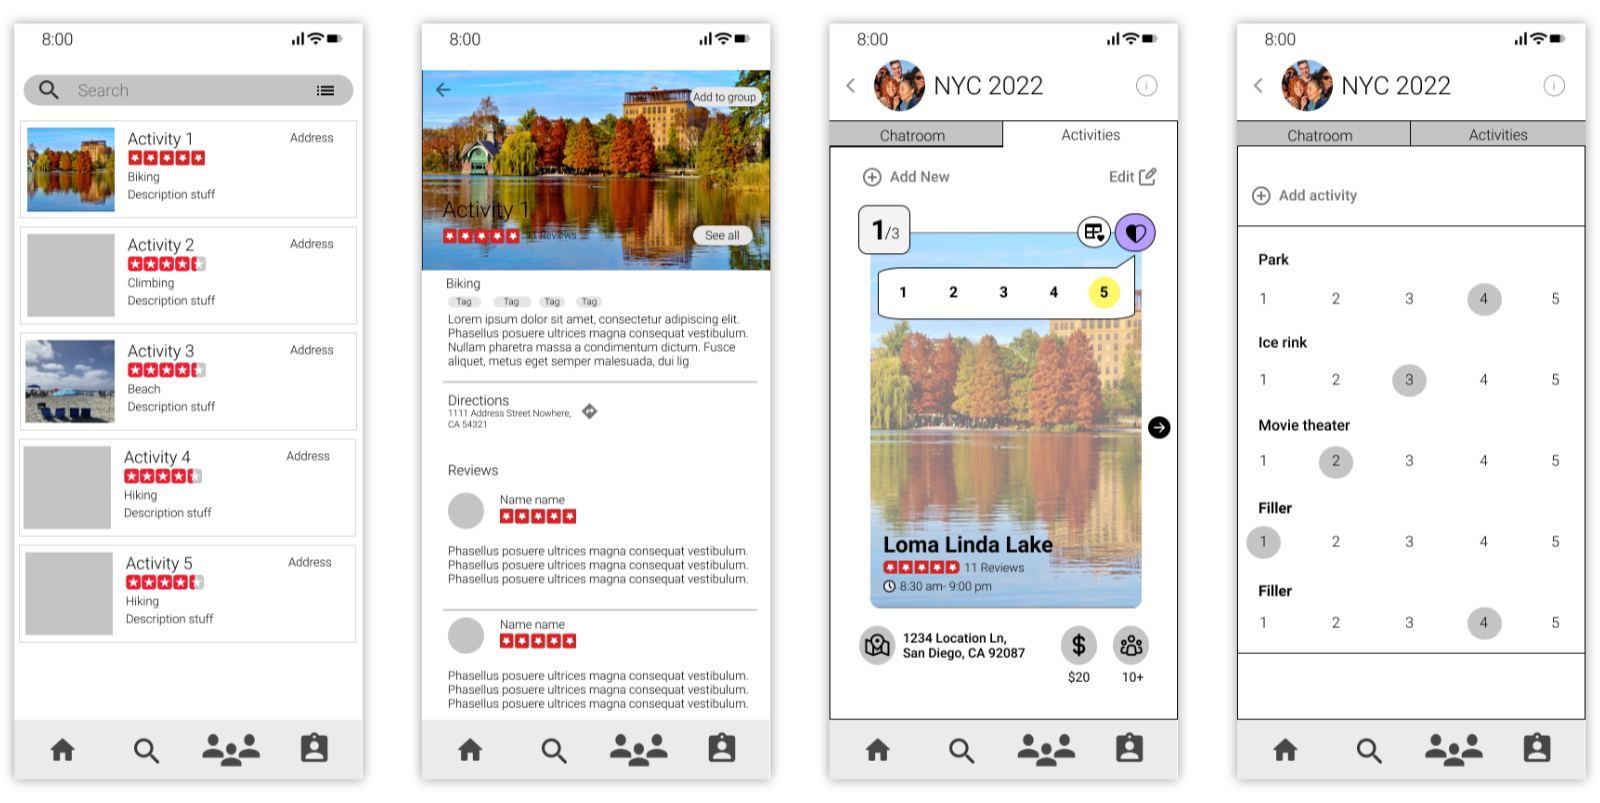 8:00
Search
Activity 1
Address
Biking
Description stuff
Activity 2
Address
Climbing
Description stuff
Activity 3
Address
Beach
Description stuff
Activity 4
Address
Hiking
Description stuff
Activity 5
Address
Hiking
Description stuff
8:00
Add to group
Activity 1
11 Reviews
See all
Biking
Tag Tag Tag Tag
Lorem ipsum dolor sit amet, consectetur adipiscing elit.
Phasellus posuere ultrices magna consequat vestibulum.
Nullam pharetra massa a condimentum dictum. Fusce
aliquet, metus eget semper malesuada, dui lig
Directions
1111 Address Street Nowhere,
CA 54321
Reviews
Name name
Phasellus posuere ultrices magna consequat vestibulum.
Phasellus posuere ultrices magna consequat vestibulum.
Phasellus posuere ultrices magna consequat vestibulum.
Name name
Phasellus posuere ultrices magna consequat vestibulum.
Phasellus posuere ultrices magna consequat vestibulum.
Phasellus posuere ultrices magna consequat vestibulum.
8:00
NYC 2022
Chatroom Activities
Add New Edit
1/3
1 2 3 4 5
Loma Linda Lake
11 Reviews
8:30 am- 9:00 pm
1234 Location Ln,
San Diego, CA 92087
$
$20 10+
8:00
NYC 2022
Chatroom Activities
Add activity
Park
1 2 3 4 5
Ice rink
1 2 3 4 5
Movie theater
1 2 3 4 5
Filler
1 2 3 4 5
Filler
1 2 3 4 5